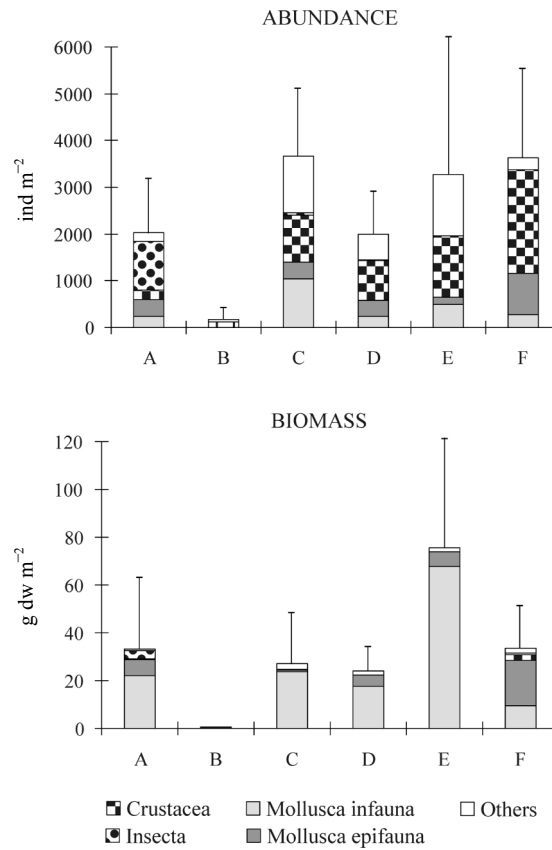 ABUNDANCE
6000
5000
4000
3000
2000
1000
0
ind m⁻²
A B C D E F
BIOMASS
120
100
80
60
40
20
0
g dw m⁻²
A B C D E F
Crustacea Mollusca infauna Others
Insecta Mollusca epifauna